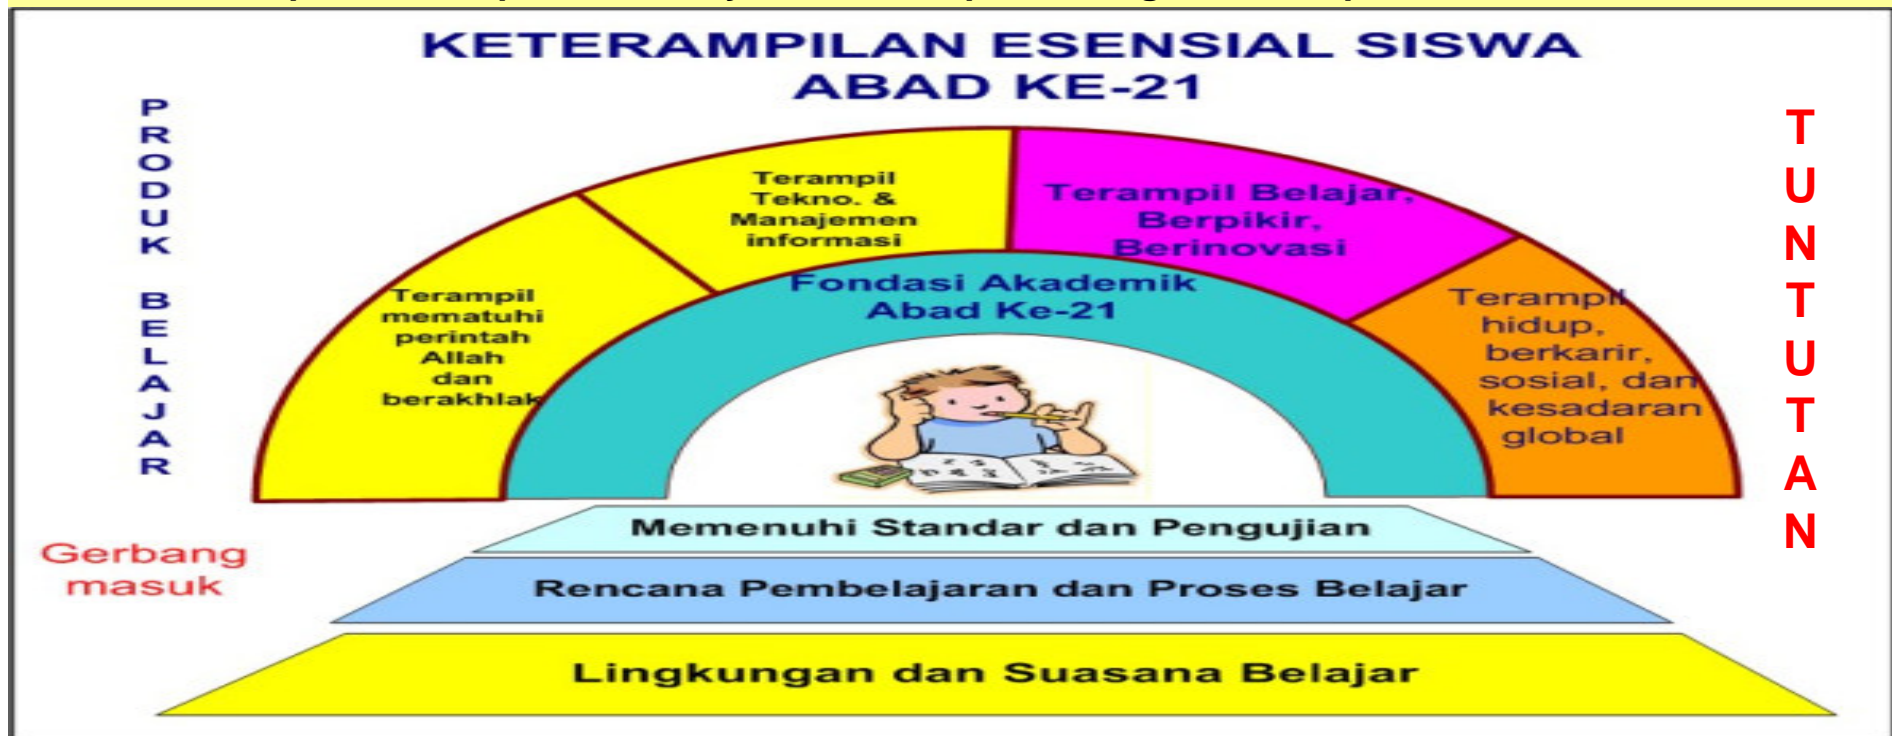 KETERAMPILAN ESENSIAL SISWA
ABAD KE-21
PRODUK BELAJAR
TUNTUTAN
Terampil
Tekno. &
Manajemen
informasi
Terampil Belajar,
Berpikir,
Berinovasi
Terampil
mematuhi
perintah
Allah
dan
berakhlak
Fondasi Akademik
Abad Ke-21
Terampil
hidup,
berkarir,
sosial, dan
kesadaran
global
Gerbang
masuk
Memenuhi Standar dan Pengujian
Rencana Pembelajaran dan Proses Belajar
Lingkungan dan Suasana Belajar